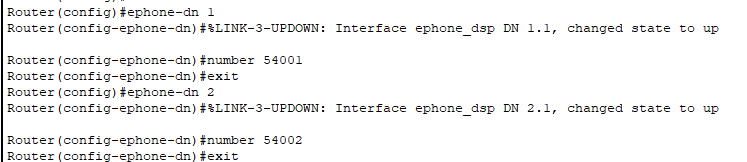 Router(config)#ephone-dn 1
Router(config-ephone-dn)#%LINK-3-UPDOWN: Interface ephone_dsp DN 1.1, changed state to up
Router(config-ephone-dn)#number 54001
Router(config-ephone-dn)#exit
Router(config)#ephone-dn 2
Router(config-ephone-dn)#%LINK-3-UPDOWN: Interface ephone_dsp DN 2.1, changed state to up
Router(config-ephone-dn)#number 54002
Router(config-ephone-dn)#exit